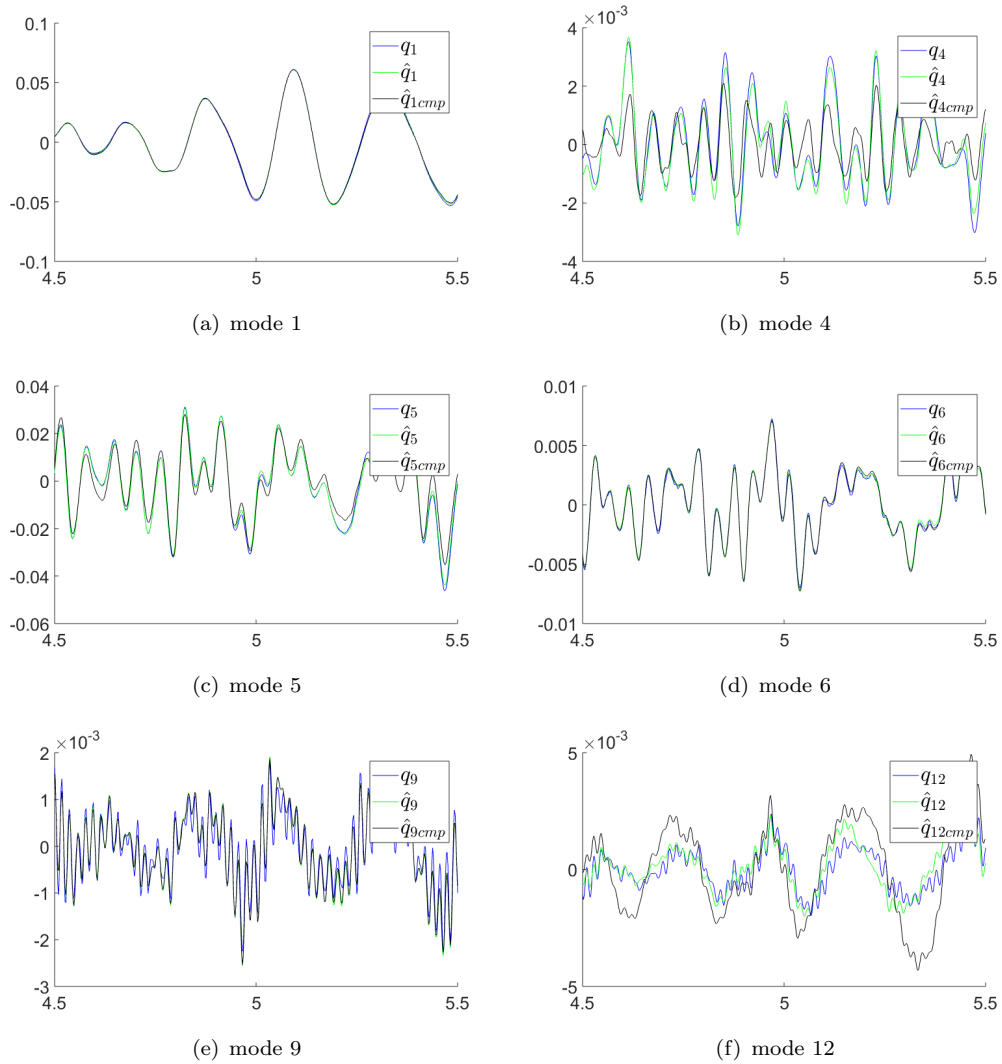 0.1
0.05
0
-0.05
-0.1
4.5 5 5.5
q1
q̂1
q̂1cmp
(a) mode 1
×10-3
4
2
0
-2
-4
4.5 5 5.5
q4
q̂4
q̂4cmp
(b) mode 4
0.04
0.02
0
-0.02
-0.04
-0.06
4.5 5 5.5
q5
q̂5
q̂5cmp
(c) mode 5
0.01
0.005
0
-0.005
-0.01
4.5 5 5.5
q6
q̂6
q̂6cmp
(d) mode 6
×10-3
2
1
0
-1
-2
-3
4.5 5 5.5
q9
q̂9
q̂9cmp
(e) mode 9
×10-3
5
0
-5
4.5 5 5.5
q12
q̂12
q̂12cmp
(f) mode 12